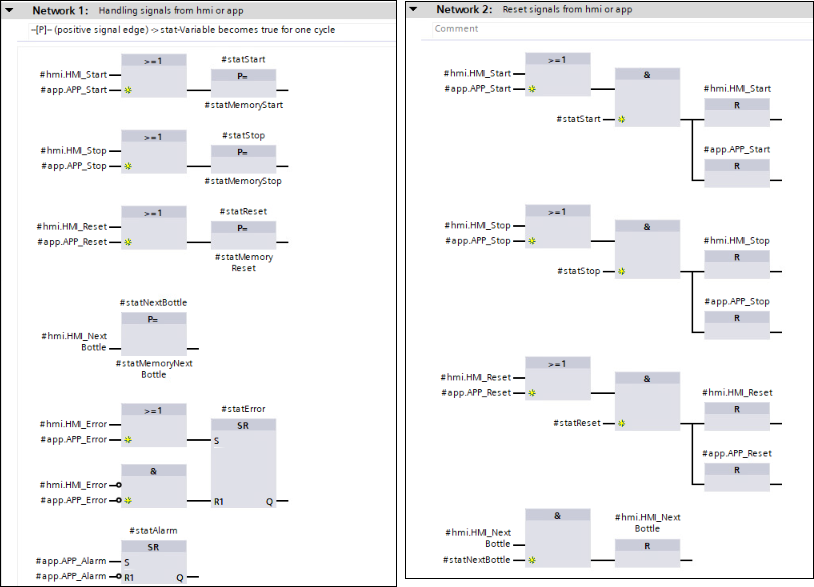 Network 1: Handling signals from hmi or app
–[P]– (positive signal edge) -> stat-Variable becomes true for one cycle
>=1
#statStart
#hmi.HMI_Start
P=
#app.APP_Start
#statMemoryStart
>=1
#statStop
#hmi.HMI_Stop
P=
#app.APP_Stop
#statMemoryStop
>=1
#statReset
#hmi.HMI_Reset
P=
#app.APP_Reset
#statMemory
Reset
#statNextBottle
P=
#hmi.HMI_Next
Bottle
#statMemoryNext
Bottle
>=1
#statError
#hmi.HMI_Error
SR
#app.APP_Error
S
&
#hmi.HMI_Error
#app.APP_Error
R1 Q
#statAlarm
SR
#app.APP_Alarm
S
#app.APP_Alarm
R1 Q
Network 2: Reset signals from hmi or app
Comment
>=1
#hmi.HMI_Start
&
#app.APP_Start
#hmi.HMI_Start
R
#statStart
#app.APP_Start
R
>=1
#hmi.HMI_Stop
&
#app.APP_Stop
#hmi.HMI_Stop
R
#statStop
#app.APP_Stop
R
>=1
#hmi.HMI_Reset
&
#app.APP_Reset
#hmi.HMI_Reset
R
#statReset
#app.APP_Reset
R
&
#hmi.HMI_Next
Bottle
#hmi.HMI_Next
Bottle
R
#statNextBottle